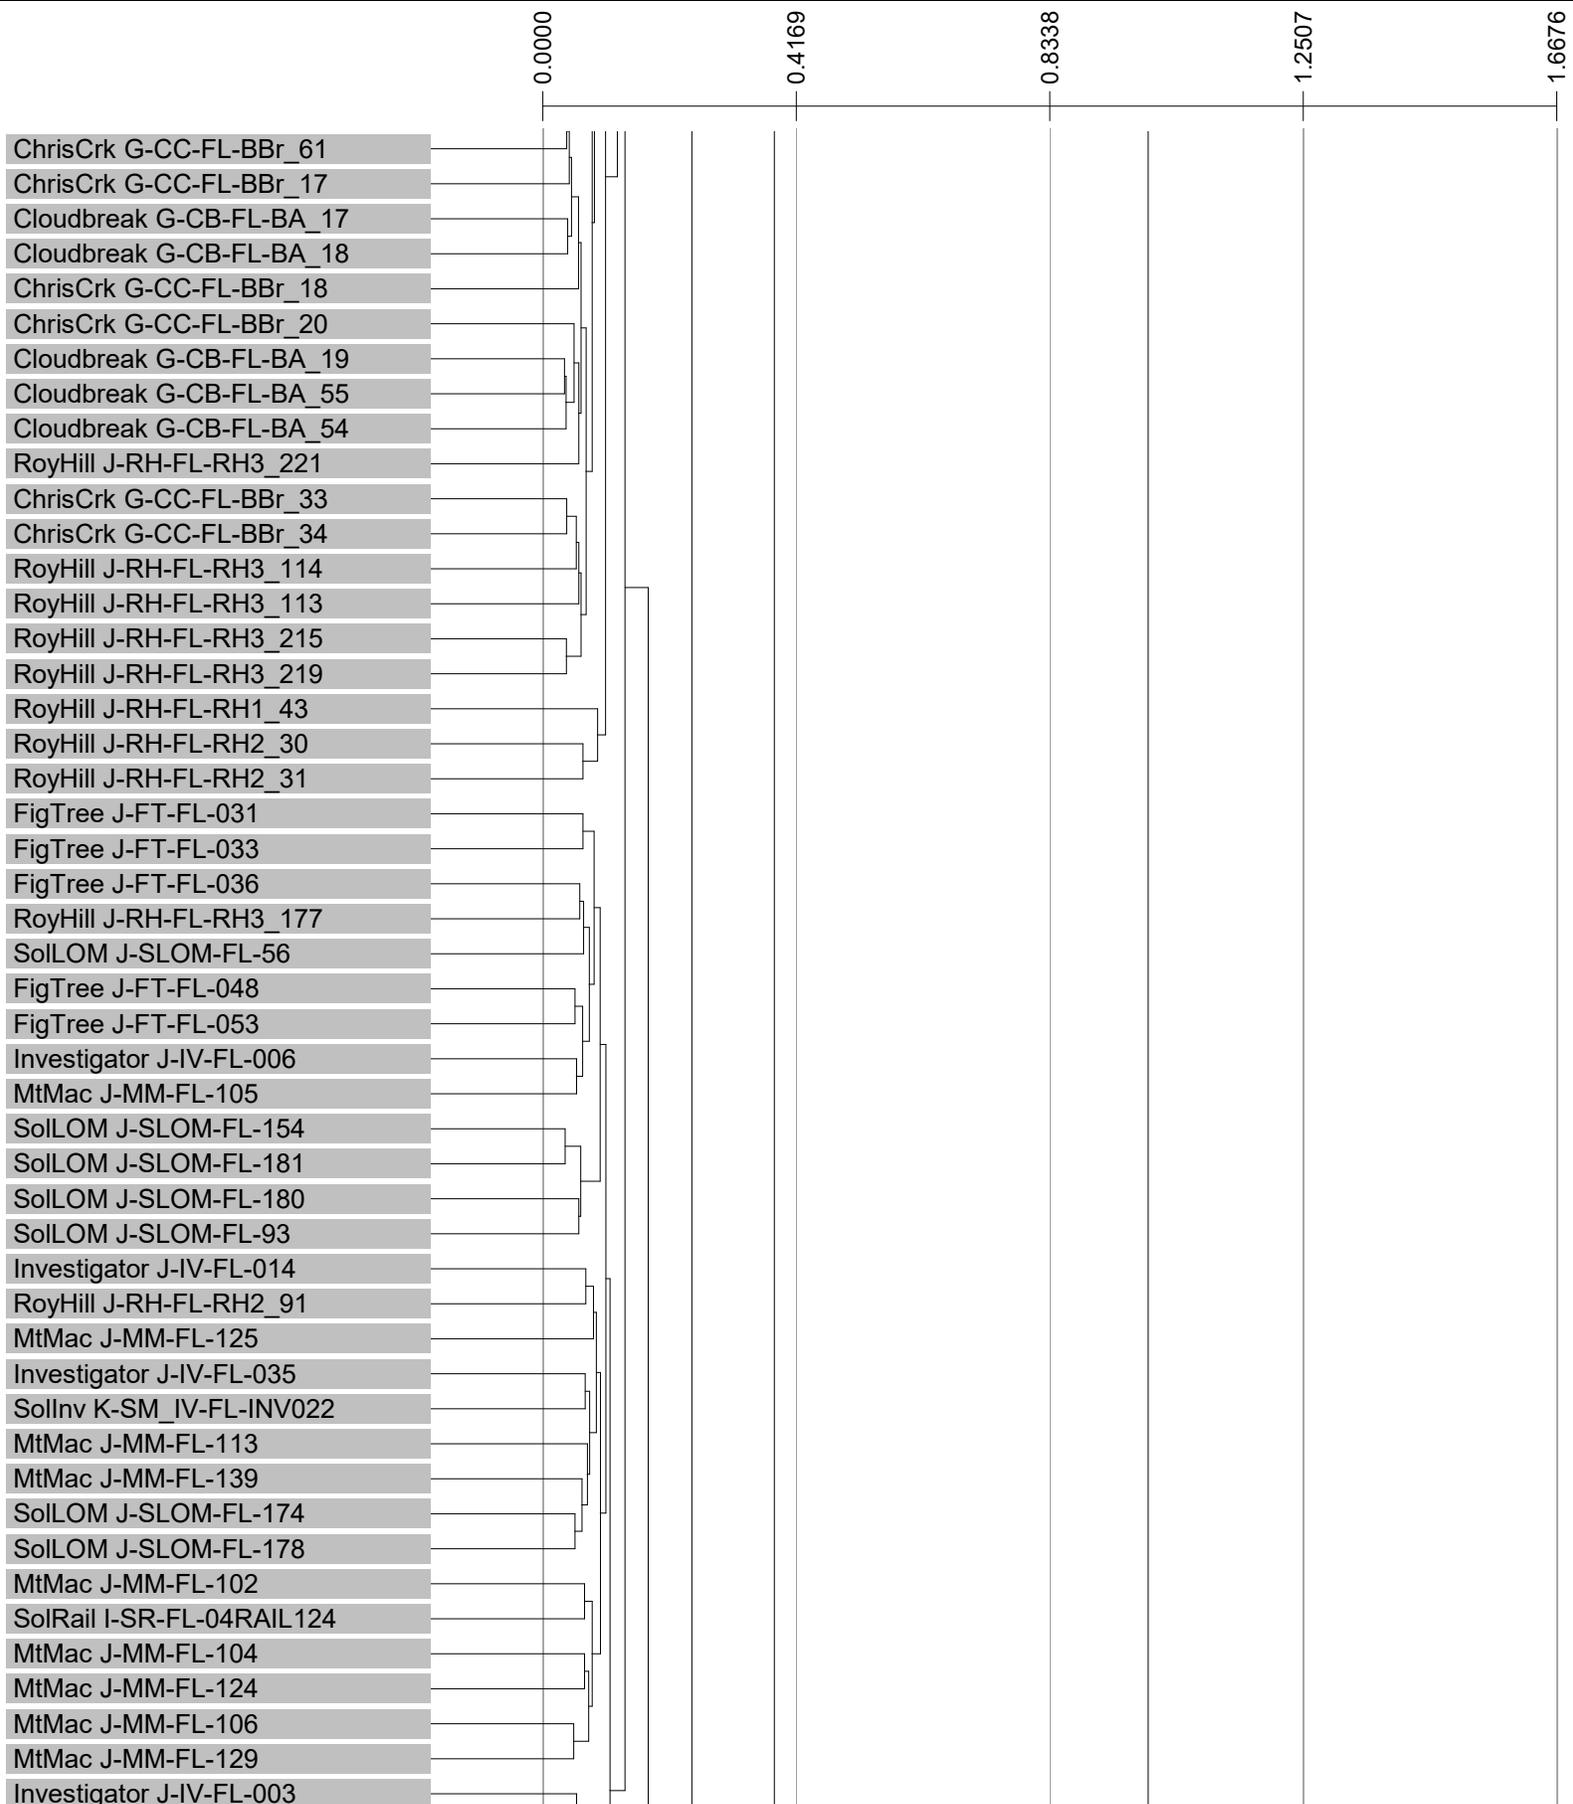 0.0000
0.4169
0.8338
1.2507
1.6676
ChrisCrk G-CC-FL-BBr_61
ChrisCrk G-CC-FL-BBr_17
Cloudbreak G-CB-FL-BA_17
Cloudbreak G-CB-FL-BA_18
ChrisCrk G-CC-FL-BBr_18
ChrisCrk G-CC-FL-BBr_20
Cloudbreak G-CB-FL-BA_19
Cloudbreak G-CB-FL-BA_55
Cloudbreak G-CB-FL-BA_54
RoyHill J-RH-FL-RH3_221
ChrisCrk G-CC-FL-BBr_33
ChrisCrk G-CC-FL-BBr_34
RoyHill J-RH-FL-RH3_114
RoyHill J-RH-FL-RH3_113
RoyHill J-RH-FL-RH3_215
RoyHill J-RH-FL-RH3_219
RoyHill J-RH-FL-RH1_43
RoyHill J-RH-FL-RH2_30
RoyHill J-RH-FL-RH2_31
FigTree J-FT-FL-031
FigTree J-FT-FL-033
FigTree J-FT-FL-036
RoyHill J-RH-FL-RH3_177
SolLOM J-SLOM-FL-56
FigTree J-FT-FL-048
FigTree J-FT-FL-053
Investigator J-IV-FL-006
MtMac J-MM-FL-105
SolLOM J-SLOM-FL-154
SolLOM J-SLOM-FL-181
SolLOM J-SLOM-FL-180
SolLOM J-SLOM-FL-93
Investigator J-IV-FL-014
RoyHill J-RH-FL-RH2_91
MtMac J-MM-FL-125
Investigator J-IV-FL-035
SolInv K-SM_IV-FL-INV022
MtMac J-MM-FL-113
MtMac J-MM-FL-139
SolLOM J-SLOM-FL-174
SolLOM J-SLOM-FL-178
MtMac J-MM-FL-102
SolRail I-SR-FL-04RAIL124
MtMac J-MM-FL-104
MtMac J-MM-FL-124
MtMac J-MM-FL-106
MtMac J-MM-FL-129
Investigator J-IV-FL-003